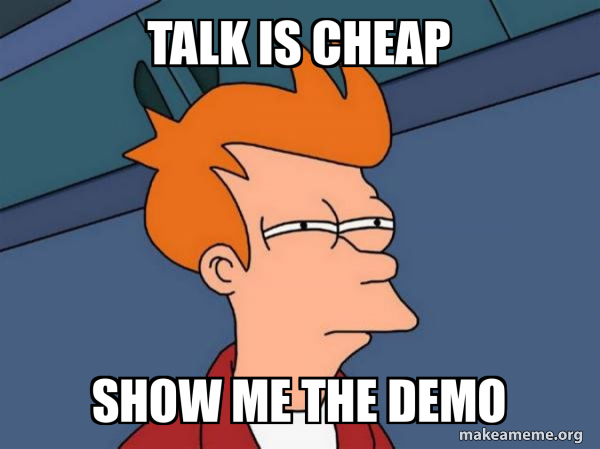 TALK IS CHEAP
SHOW ME THE DEMO
makeameme.org